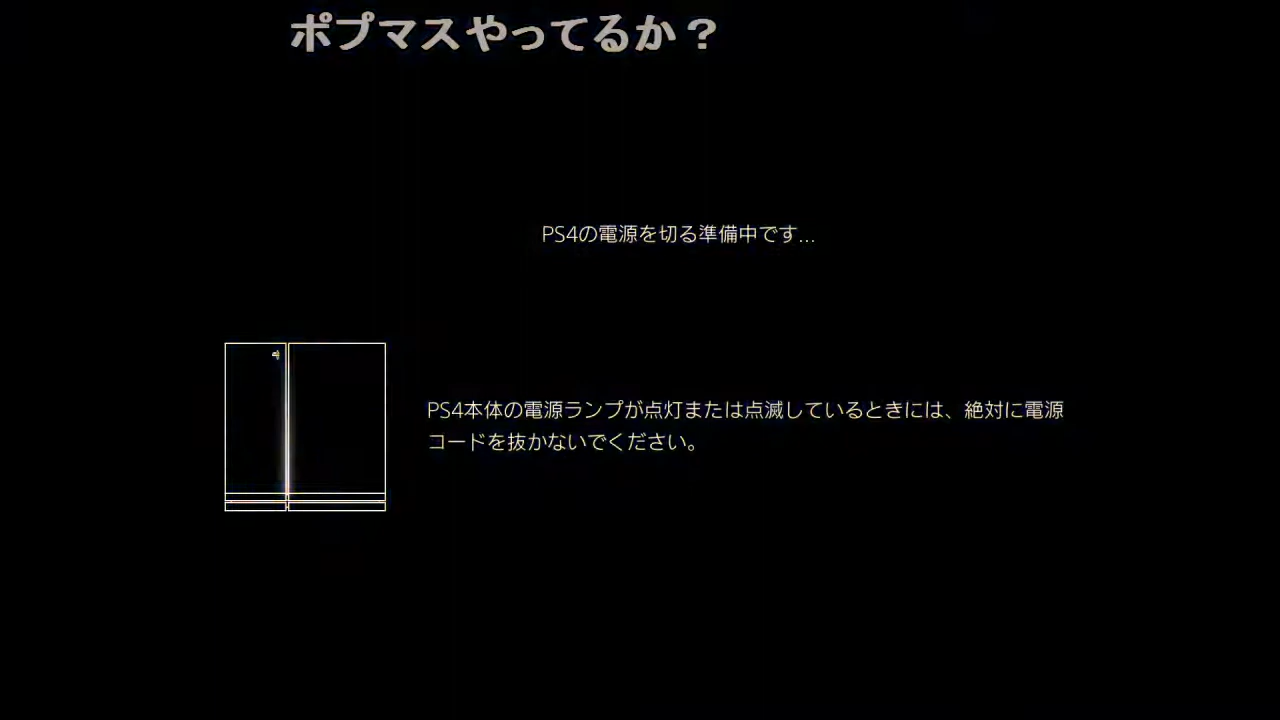 ポプマスやってるか？
PS4の電源を切る準備中です...
PS4本体の電源ランプが点灯または点滅しているときには、絶対に電源
コードを抜かないでください。